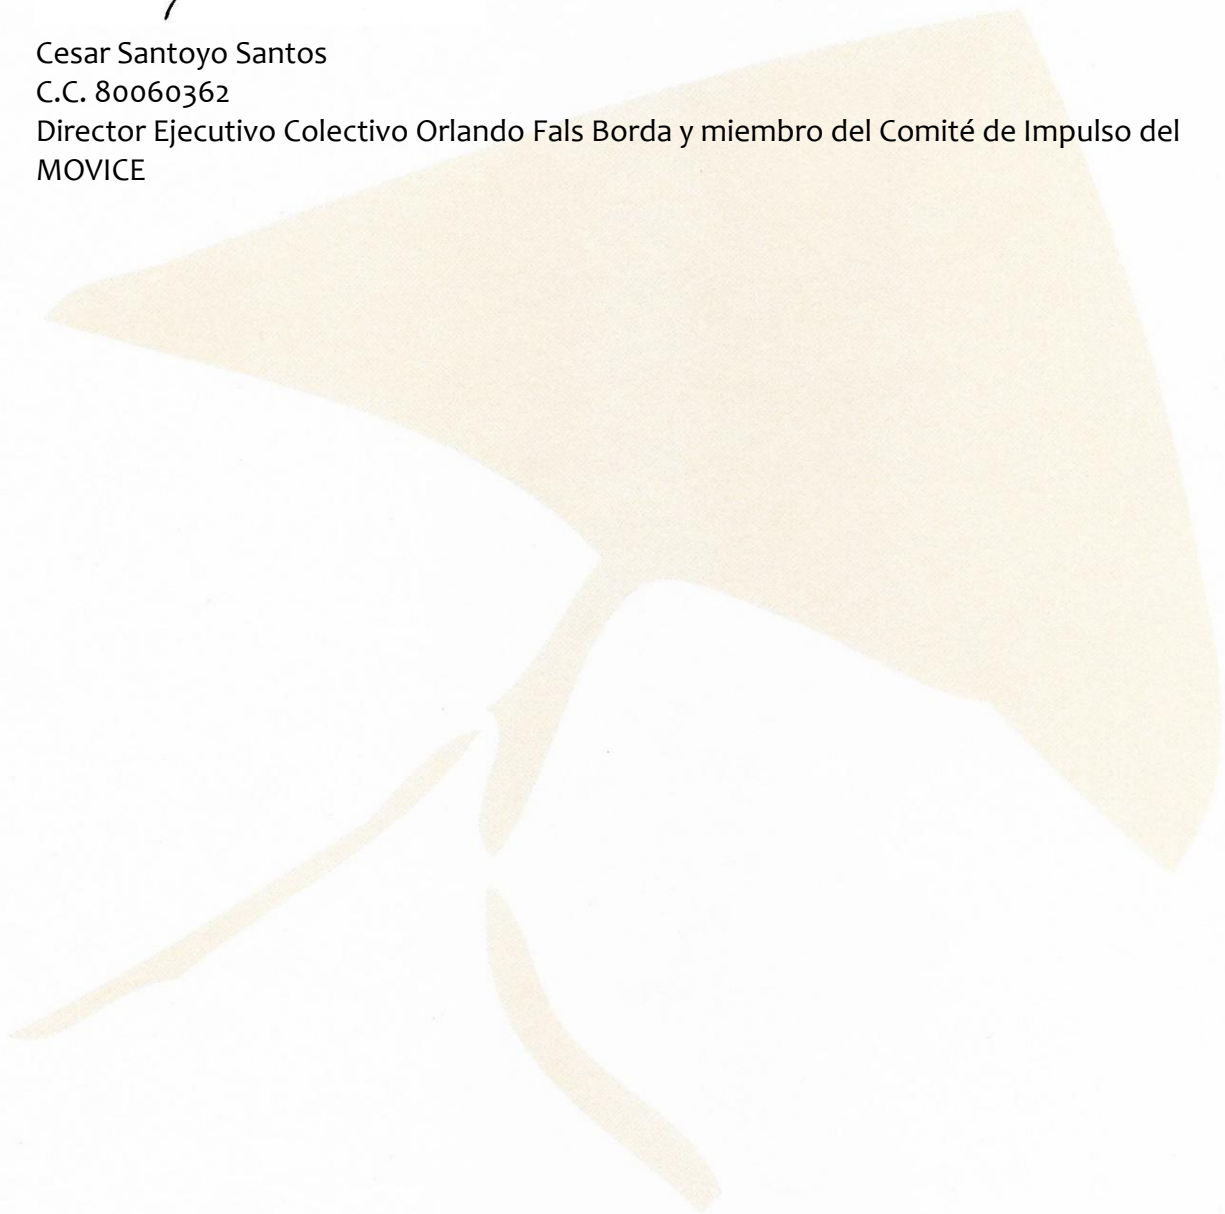 Cesar Santoyo Santos
C.C. 80060362
Director Ejecutivo Colectivo Orlando Fals Borda y miembro del Comité de Impulso del
MOVICE